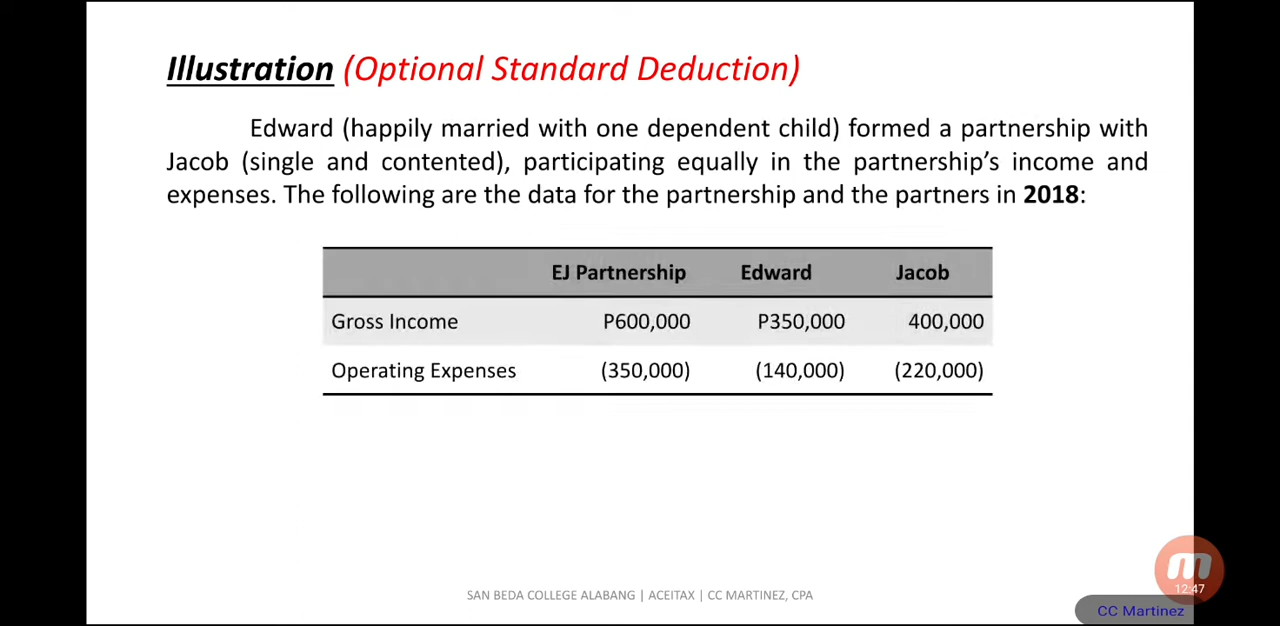 Illustration (Optional Standard Deduction)
Edward (happily married with one dependent child) formed a partnership with
Jacob (single and contented), participating equally in the partnership’s income and
expenses. The following are the data for the partnership and the partners in 2018:
EJ Partnership Edward Jacob
Gross Income P600,000 P350,000 400,000
Operating Expenses (350,000) (140,000) (220,000)
SAN BEDA COLLEGE ALABANG | ACEITAX | CC MARTINEZ, CPA
12:47
CC Martinez